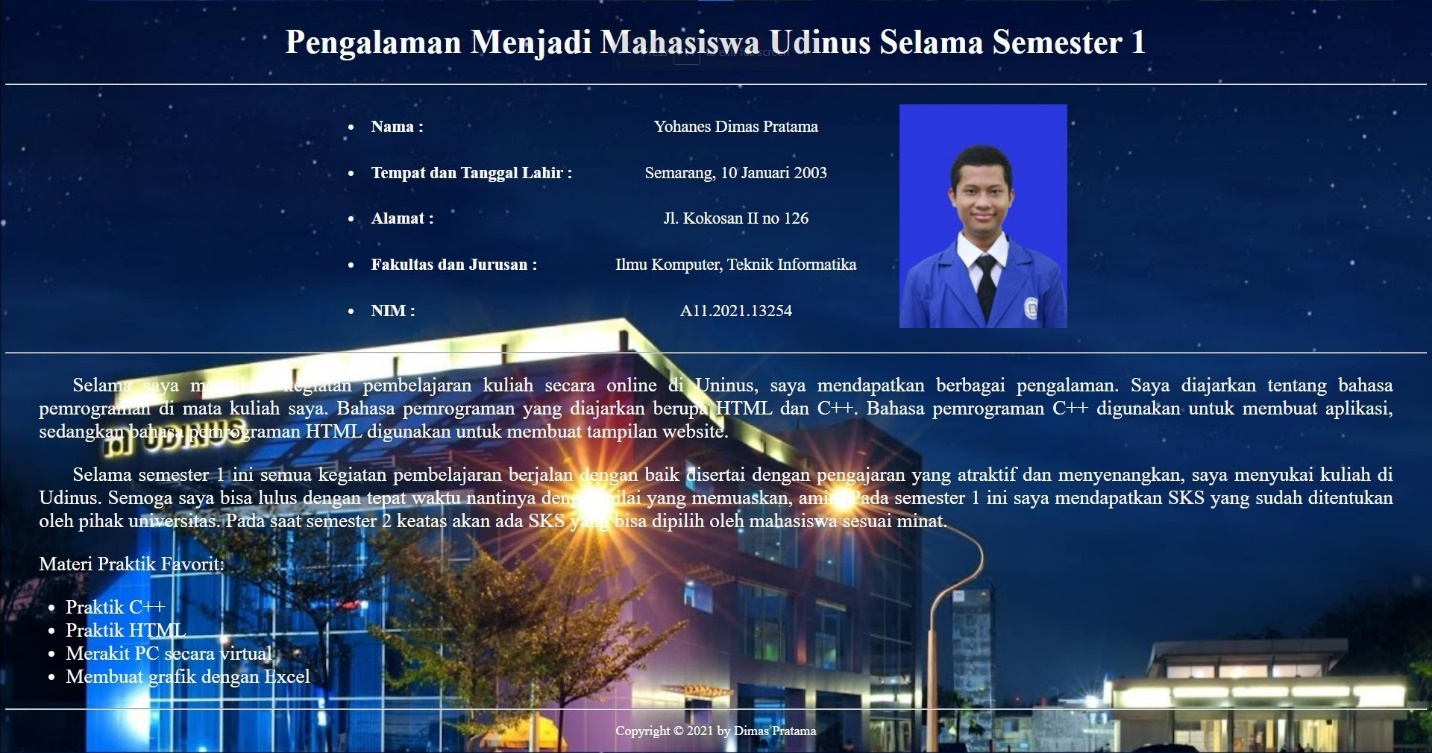 Pengalaman Menjadi Mahasiswa Udinus Selama Semester 1
• Nama : Yohanes Dimas Pratama
• Tempat dan Tanggal Lahir : Semarang, 10 Januari 2003
• Alamat : Jl. Kokosan II no 126
• Fakultas dan Jurusan : Ilmu Komputer, Teknik Informatika
• NIM : A11.2021.13254
Selama saya kegiatan pembelajaran kuliah secara online di Uninus, saya mendapatkan berbagai pengalaman. Saya diajarkan tentang bahasa
pemrograman di mata kuliah saya. Bahasa pemrograman yang diajarkan berupa HTML dan C++. Bahasa pemrograman C++ digunakan untuk membuat aplikasi,
sedangkan bahasa pemrograman HTML digunakan untuk membuat tampilan website.
UDINUS
Selama semester 1 ini semua kegiatan pembelajaran berjalan dengan baik disertai dengan pengajaran yang atraktif dan menyenangkan, saya menyukai kuliah di
Udinus. Semoga saya bisa lulus dengan tepat waktu nantinya dengan nilai yang memuaskan, amin. Pada semester 1 ini saya mendapatkan SKS yang sudah ditentukan
oleh pihak universitas. Pada saat semester 2 keatas akan ada SKS yang bisa dipilih oleh mahasiswa sesuai minat.
Materi Praktik Favorit:
• Praktik C++
• Praktik HTML
• Merakit PC secara virtual
• Membuat grafik dengan Excel
Copyright © 2021 by Dimas Pratama